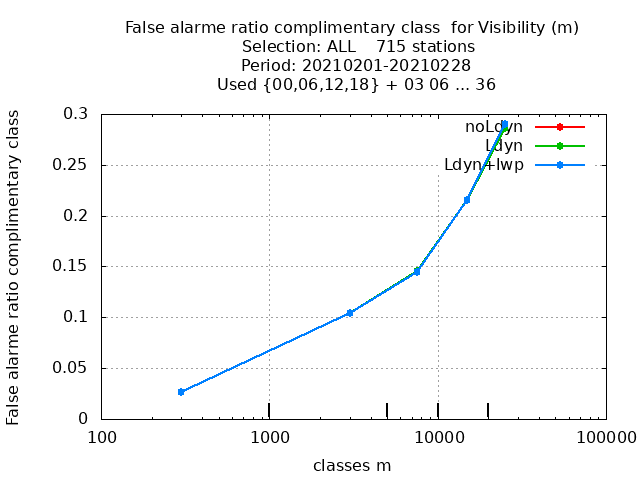 False alarme ratio complimentary class  for Visibility (m)
Selection: ALL    715 stations
Period: 20210201-20210228
Used {00,06,12,18} + 03 06 ... 36
False alarme ratio complimentary class
0.3
0.25
0.2
0.15
0.1
0.05
0
noLdyn
Ldyn
Ldyn+lwp
100 1000 10000 100000
classes m